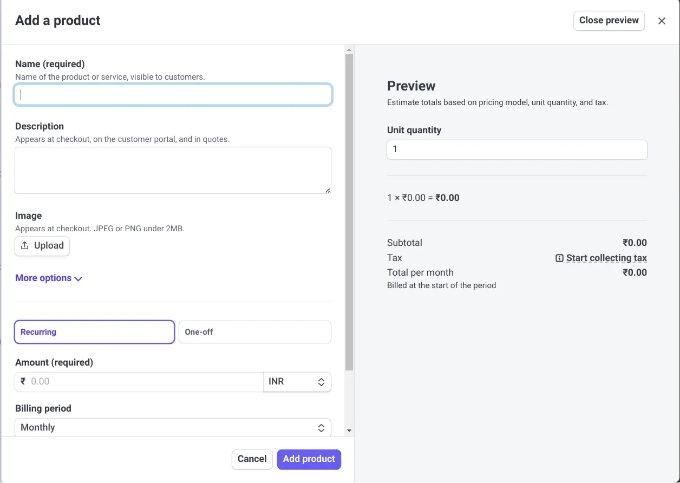 Add a product
Close preview
Name (required)
Name of the product or service, visible to customers.
Description
Appears at checkout, on the customer portal, and in quotes.
Image
Appears at checkout. JPEG or PNG under 2MB.
Upload
More options
Recurring
One-off
Amount (required)
₹ 0.00
INR
Billing period
Monthly
Cancel
Add product
Preview
Estimate totals based on pricing model, unit quantity, and tax.
Unit quantity
1
1 × ₹0.00 = ₹0.00
Subtotal ₹0.00
Tax Start collecting tax
Total per month ₹0.00
Billed at the start of the period